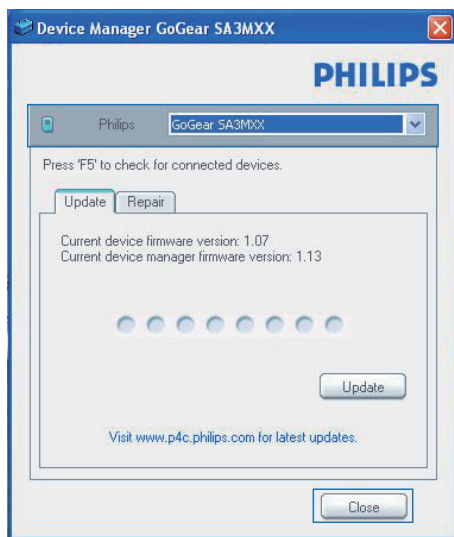 Device Manager GoGear SA3MXX
PHILIPS
Philips GoGear SA3MXX
Press 'F5' to check for connected devices.
Update Repair
Current device firmware version: 1.07
Current device manager firmware version: 1.13
Update
Visit www.p4c.philips.com for latest updates.
Close